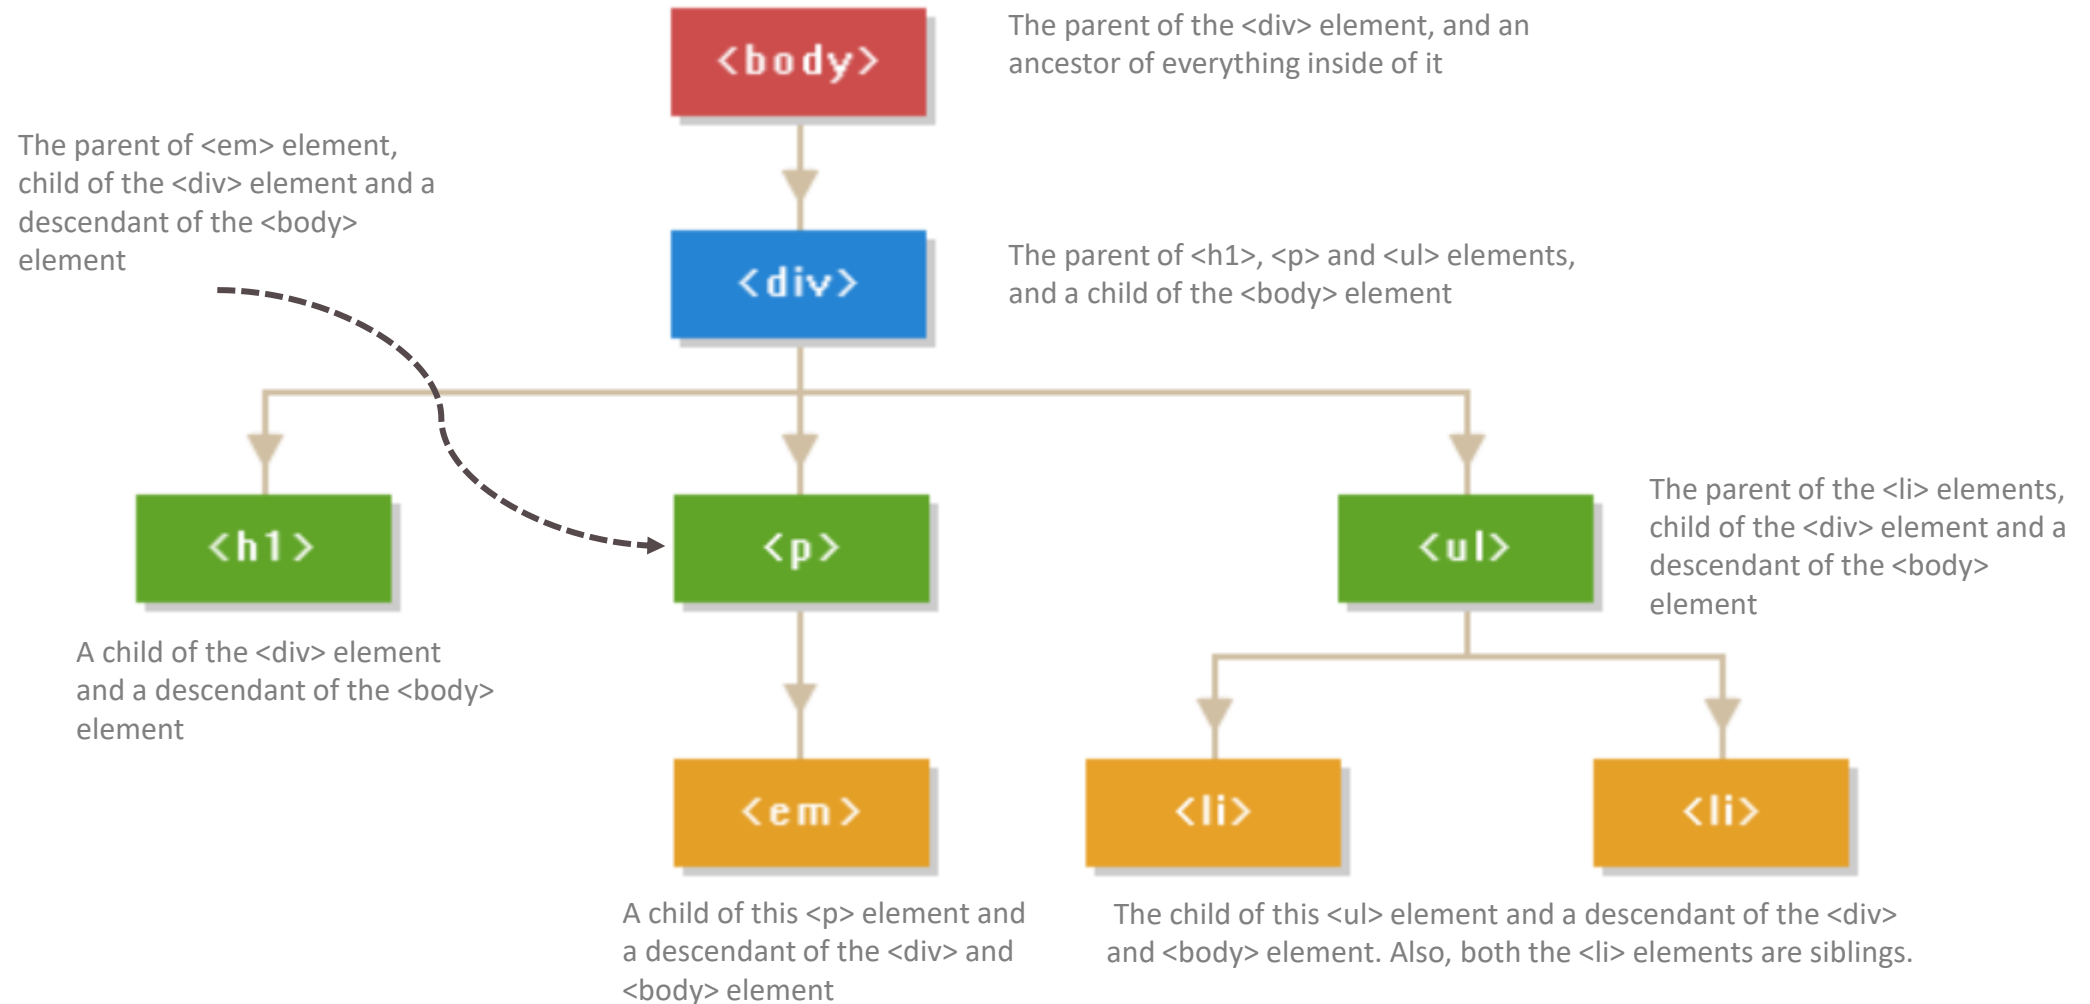 <body>
The parent of the <div> element, and an
ancestor of everything inside of it
The parent of <em> element,
child of the <div> element and a
descendant of the <body>
element
<div>
The parent of <h1>, <p> and <ul> elements,
and a child of the <body> element
<h1>
<p>
<ul>
The parent of the <li> elements,
child of the <div> element and a
descendant of the <body>
element
A child of the <div> element
and a descendant of the <body>
element
<em>
<li>
<li>
A child of this <p> element and
a descendant of the <div> and
<body> element
The child of this <ul> element and a descendant of the <div>
and <body> element. Also, both the <li> elements are siblings.